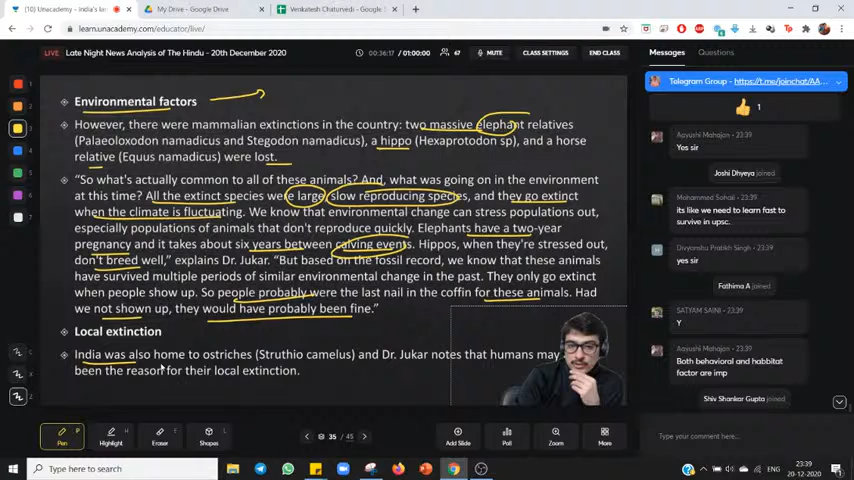 (10) Unacademy - India's la
My Drive - Google Drive
Venkatesh Chaturvedi - Google S
learn.unacademy.com/educator/live/
LIVE Late Night News Analysis of The Hindu - 20th December 2020
00:36:17 / 01:00:00
67
MUTE
CLASS SETTINGS
END CLASS
Messages
Questions
Telegram Group - https://t.me/joinchat/AA...
1
Aayushi Mahajan • 23:39
Yes sir
Joshi Dhyeya joined
Mohammed Sohail • 23:39
its like we need to learn fast to
survive in upsc.
Divyanshu Pratikh Singh • 23:39
yes sir
Fathima A joined
SATYAM SAINI • 23:39
Y
Aayushi Mahajan • 23:39
Both behavioral and habbitat
factor are imp
Shiv Shankar Gupta joined
Type your comment here...
Environmental factors
However, there were mammalian extinctions in the country: two massive elephant relatives
(Palaeoloxodon namadicus and Stegodon namadicus), a hippo (Hexaprotodon sp), and a horse
relative (Equus namadicus) were lost.
“So what's actually common to all of these animals? And, what was going on in the environment
at this time? All the extinct species were large, slow reproducing species, and they go extinct
when the climate is fluctuating. We know that environmental change can stress populations out,
especially populations of animals that don't reproduce quickly. Elephants have a two-year
pregnancy and it takes about six years between calving events. Hippos, when they're stressed out,
don't breed well,” explains Dr. Jukar. “But based on the fossil record, we know that these animals
have survived multiple periods of similar environmental change in the past. They only go extinct
when people show up. So people probably were the last nail in the coffin for these animals. Had
we not shown up, they would have probably been fine.”
Local extinction
India was also home to ostriches (Struthio camelus) and Dr. Jukar notes that humans may
been the reason for their local extinction.
1
2
3
4
5
6
7
Pen P
Highlight H
Eraser E
Shapes
35 / 45
Add Slide
Poll
Zoom
More
Type here to search
ENG
23:39
20-12-2020